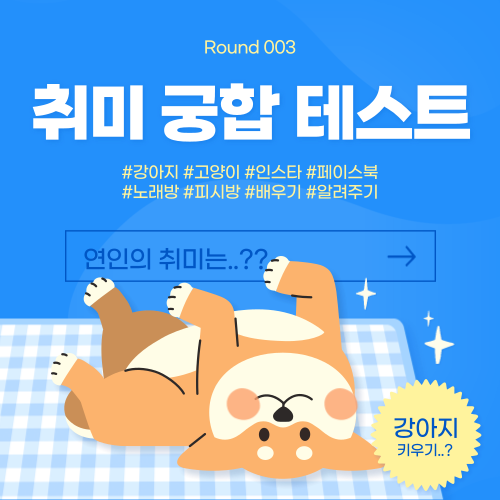 Round 003
취미 궁합 테스트
#강아지 #고양이 #인스타 #페이스북
#노래방 #피시방 #배우기 #알려주기
연인의 취미는..??
강아지
키우기..?